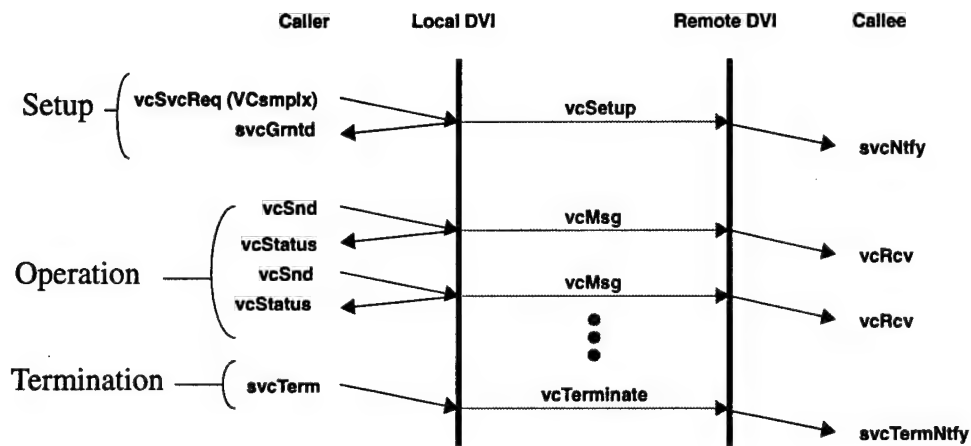 Caller Local DVI Remote DVI Callee
Setup
vcSvcReq (VCsmplx)
vcSetup
svcGrntd
svcNtfy
vcSnd
vcMsg
vcStatus
vcRcv
Operation
vcSnd
vcMsg
vcStatus
vcRcv
Termination
svcTerm
vcTerminate
svcTermNtfy